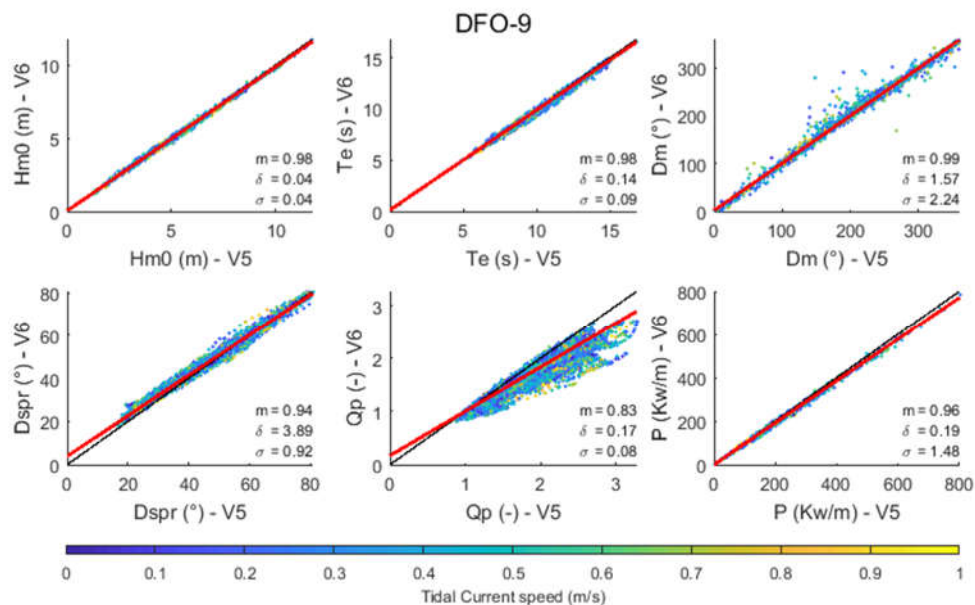 DFO-9
Hm0 (m) - V6
10
5
0
m = 0.98
δ = 0.04
σ = 0.04
0 5 10
Hm0 (m) - V5
Te (s) - V6
15
10
5
0
m = 0.98
δ = 0.14
σ = 0.09
0 5 10 15
Te (s) - V5
Dm (°) - V6
300
200
100
0
m = 0.99
δ = 1.57
σ = 2.24
0 100 200 300
Dm (°) - V5
Dspr (°) - V6
80
60
40
20
0
m = 0.94
δ = 3.89
σ = 0.92
0 20 40 60 80
Dspr (°) - V5
Qp (-) - V6
3
2
1
0
m = 0.83
δ = 0.17
σ = 0.08
0 1 2 3
Qp (-) - V5
P (Kw/m) - V6
800
600
400
200
0
m = 0.96
δ = 0.19
σ = 1.48
0 200 400 600 800
P (Kw/m) - V5
0 0.1 0.2 0.3 0.4 0.5 0.6 0.7 0.8 0.9 1
Tidal Current speed (m/s)